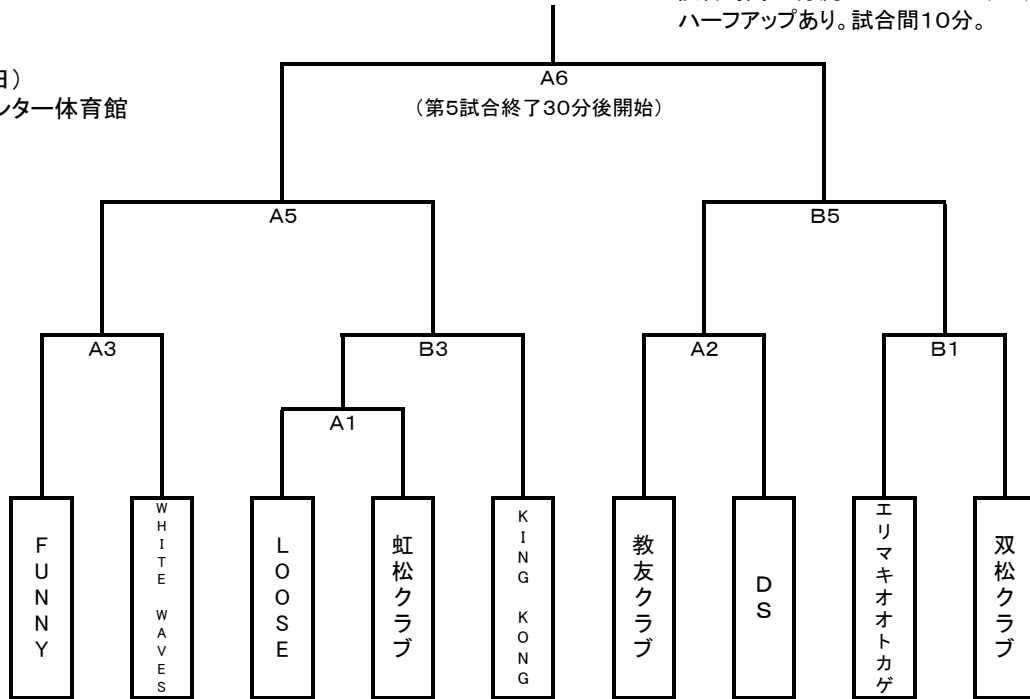 ハーフアップあり。試合間10分。
日）
ンター体育館
A6
（第5試合終了30分後開始）
A5
B5
A3
B3
A2
B1
A1
FUNNY
WHITE WAVES
LOOSE
虹松クラブ
KING KONG
教友クラブ
DS
エリマキオオトカゲ
双松クラブ